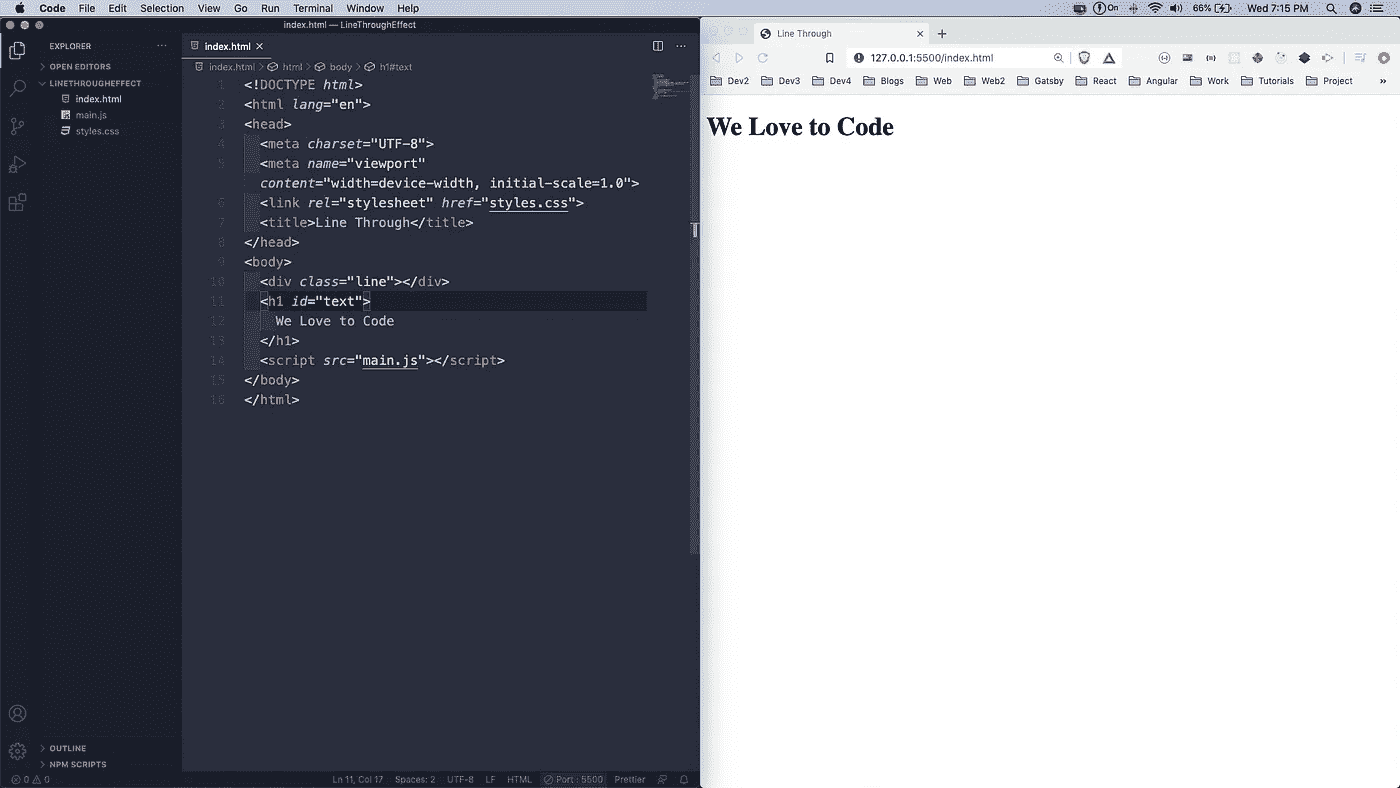 Code File Edit Selection View Go Run Terminal Window Help
On 66% Wed 7:15 PM
index.html — LineThroughEffect
EXPLORER ...
OPEN EDITORS
LINETHROUGHEFFECT
index.html
main.js
styles.css
index.html × ...
index.html > html > body > h1#text
1 <!DOCTYPE html>
2 <html lang="en">
3 <head>
4 <meta charset="UTF-8">
5 <meta name="viewport"
content="width=device-width, initial-scale=1.0">
6 <link rel="stylesheet" href="styles.css">
7 <title>Line Through</title>
8 </head>
9 <body>
10 <div class="line"></div>
11 <h1 id="text">
12 We Love to Code
13 </h1>
14 <script src="main.js"></script>
15 </body>
16 </html>
OUTLINE
NPM SCRIPTS
0 0 Ln 11, Col 17 Spaces: 2 UTF-8 LF HTML Port : 5500 Prettier
Line Through × +
127.0.0.1:5500/index.html
Dev2 Dev3 Dev4 Blogs Web Web2 Gatsby React Angular Work Tutorials Project »
We Love to Code